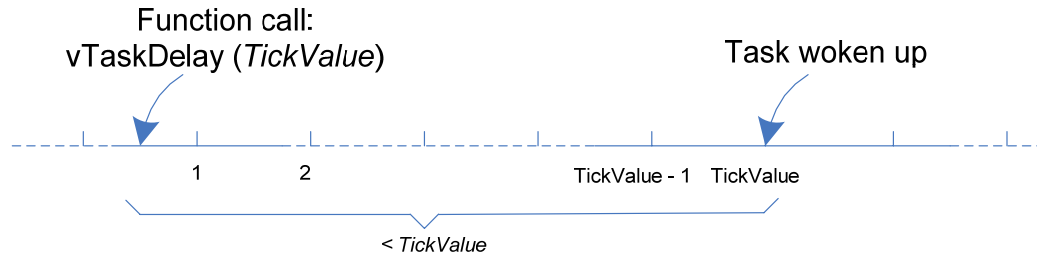 Function call:
vTaskDelay (TickValue)
Task woken up
1
2
TickValue - 1
TickValue
< TickValue